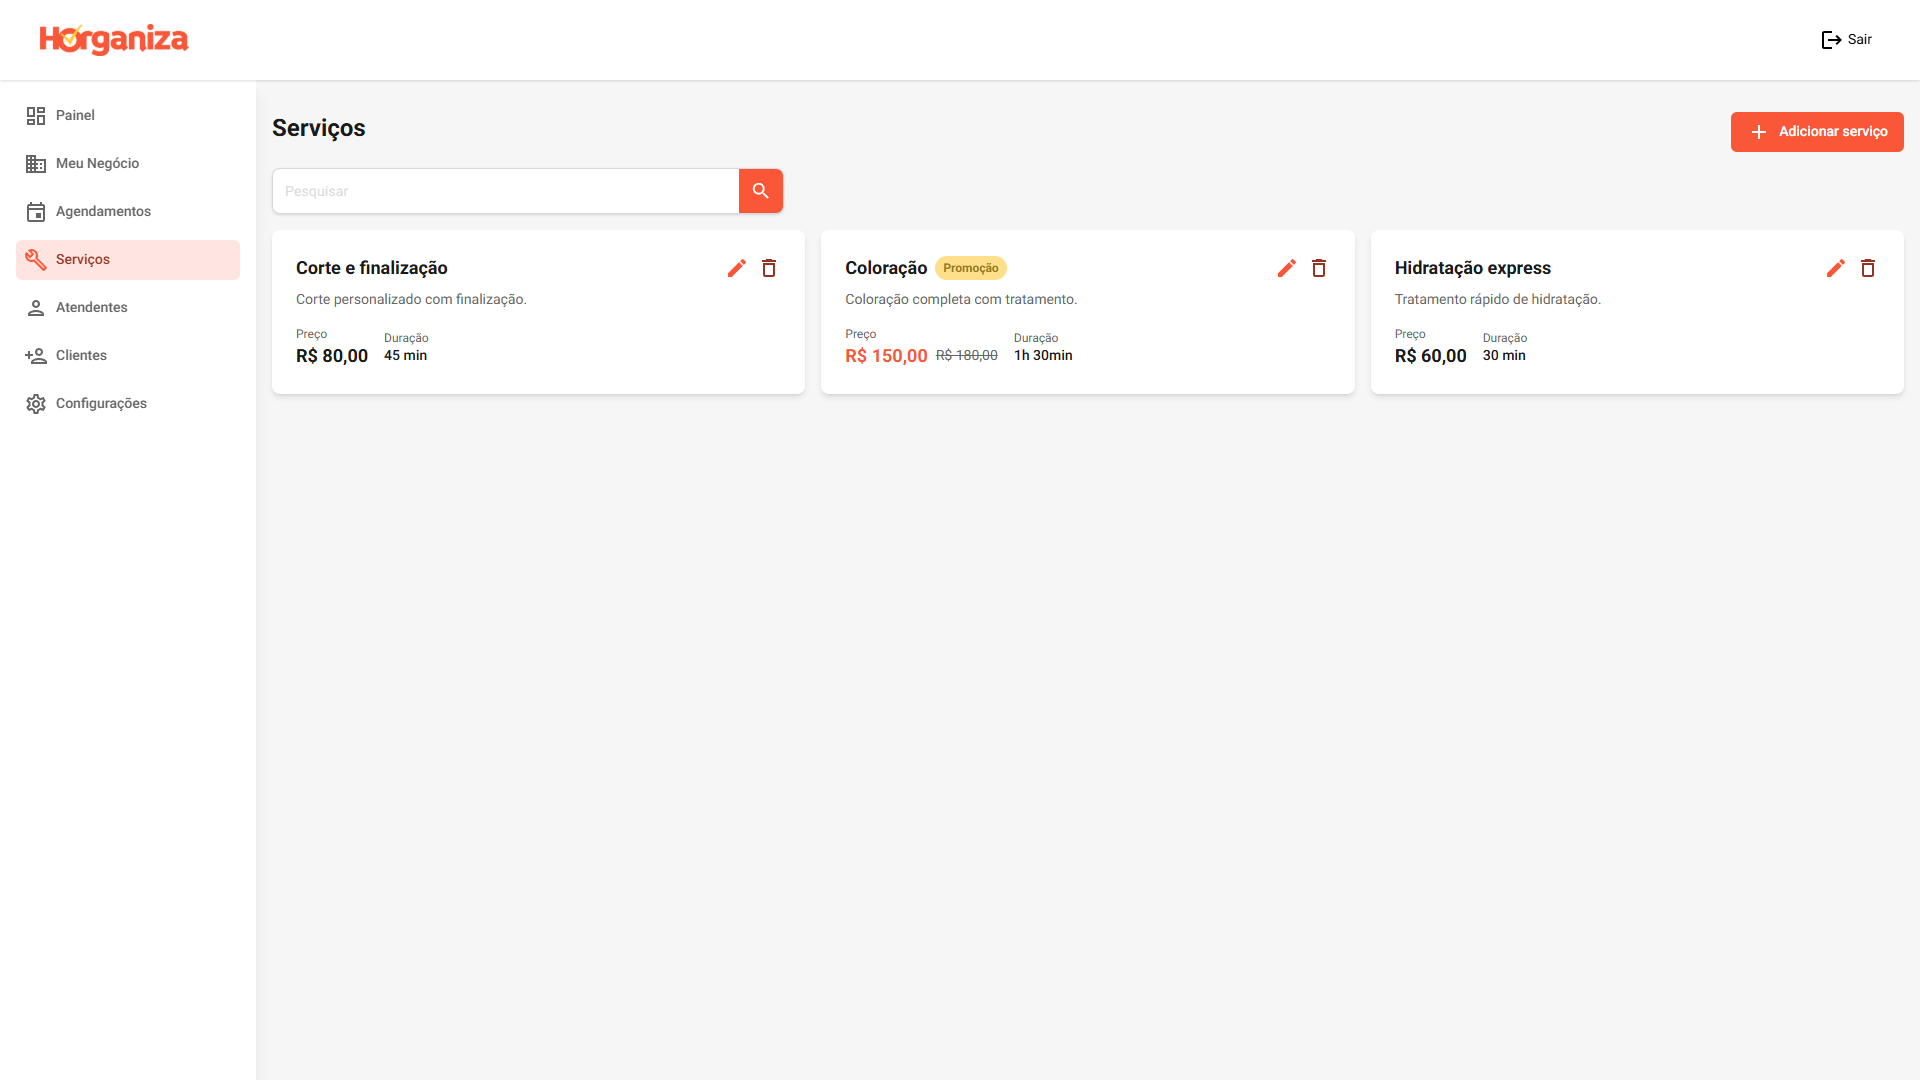 Horganiza
Sair
Painel
Meu Negócio
Agendamentos
Serviços
Atendentes
Clientes
Configurações
Serviços
Adicionar serviço
Pesquisar
Corte e finalização
Corte personalizado com finalização.
Preço
R$ 80,00
Duração
45 min
Coloração Promoção
Coloração completa com tratamento.
Preço
R$ 150,00 R$ 180,00
Duração
1h 30min
Hidratação express
Tratamento rápido de hidratação.
Preço
R$ 60,00
Duração
30 min